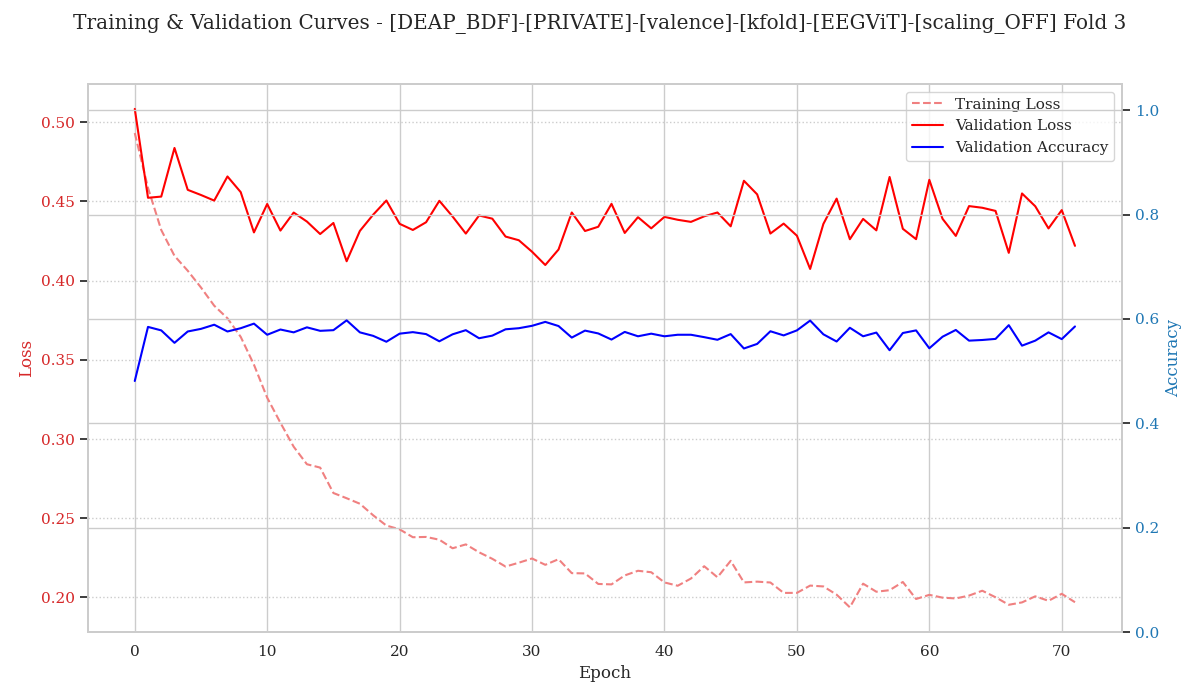 Training & Validation Curves - [DEAP_BDF]-[PRIVATE]-[valence]-[kfold]-[EEGViT]-[scaling_OFF] Fold 3
Training Loss
Validation Loss
Validation Accuracy
Loss
0.50
0.45
0.40
0.35
0.30
0.25
0.20
1.0
0.8
0.6
0.4
0.2
0.0
Accuracy
0 10 20 30 40 50 60 70
Epoch